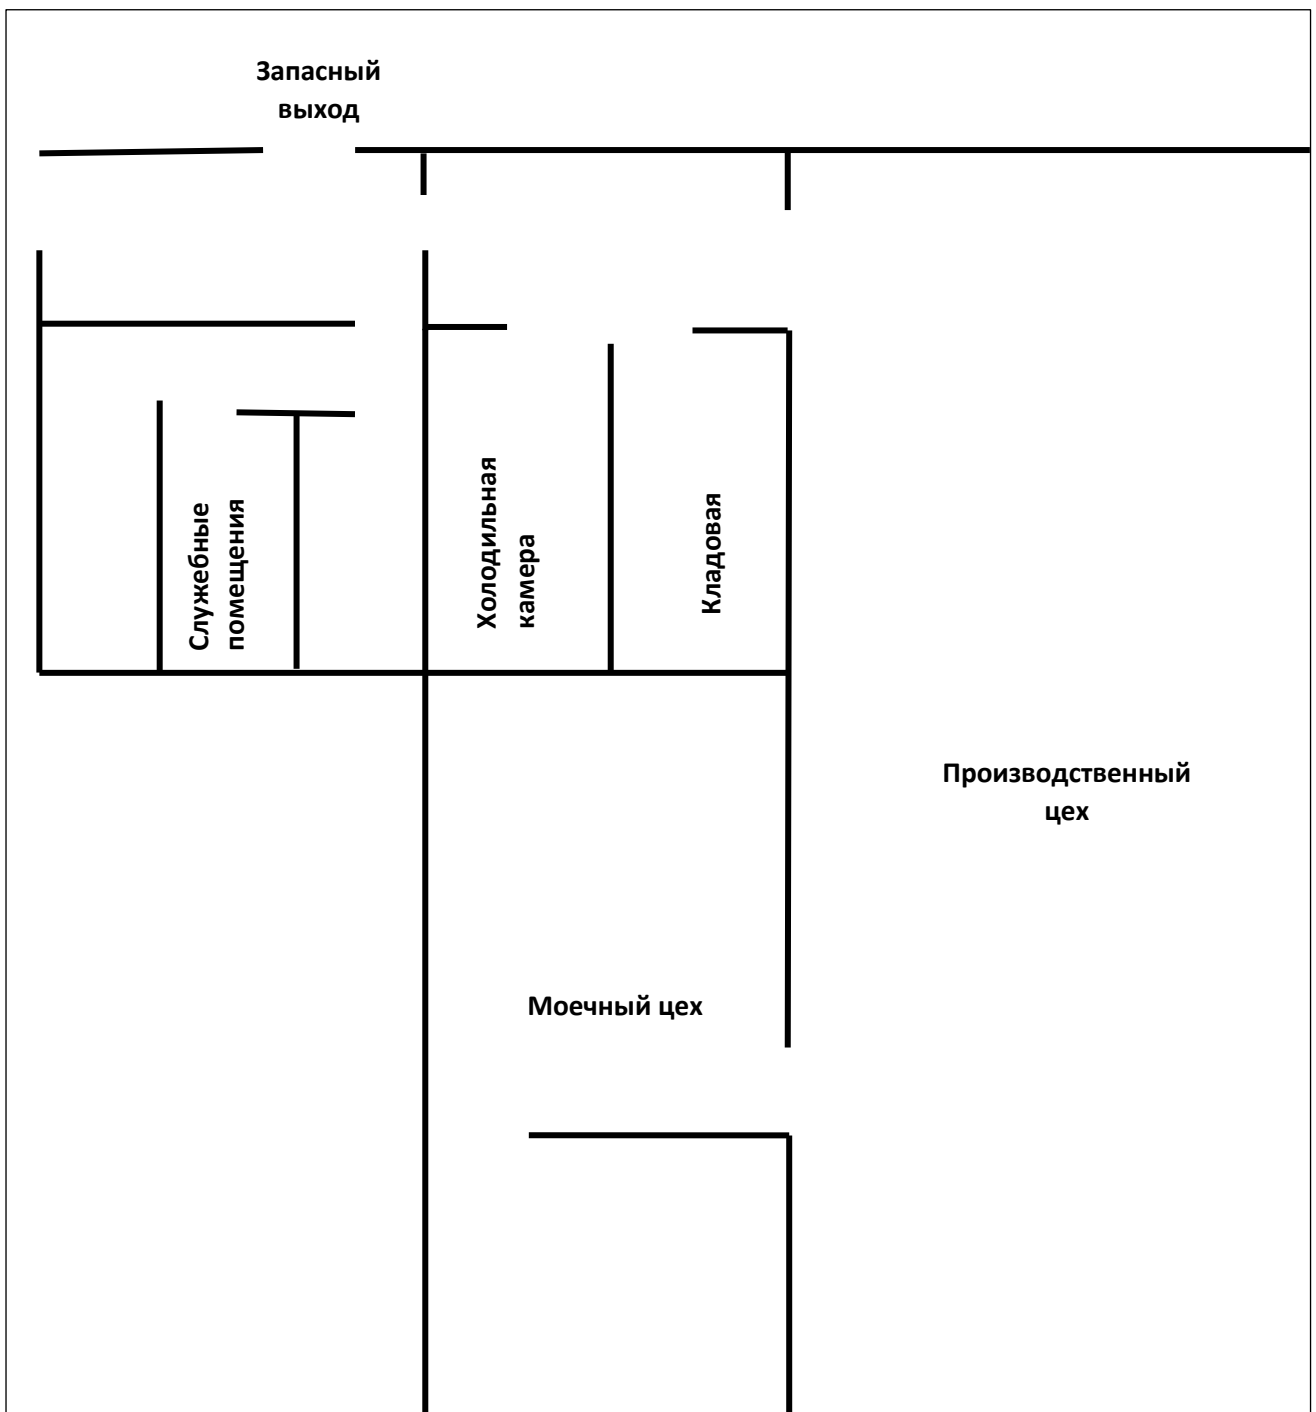 Запасный
выход
Служебные
помещения
Холодильная
камера
Кладовая
Производственный
цех
Моечный цех